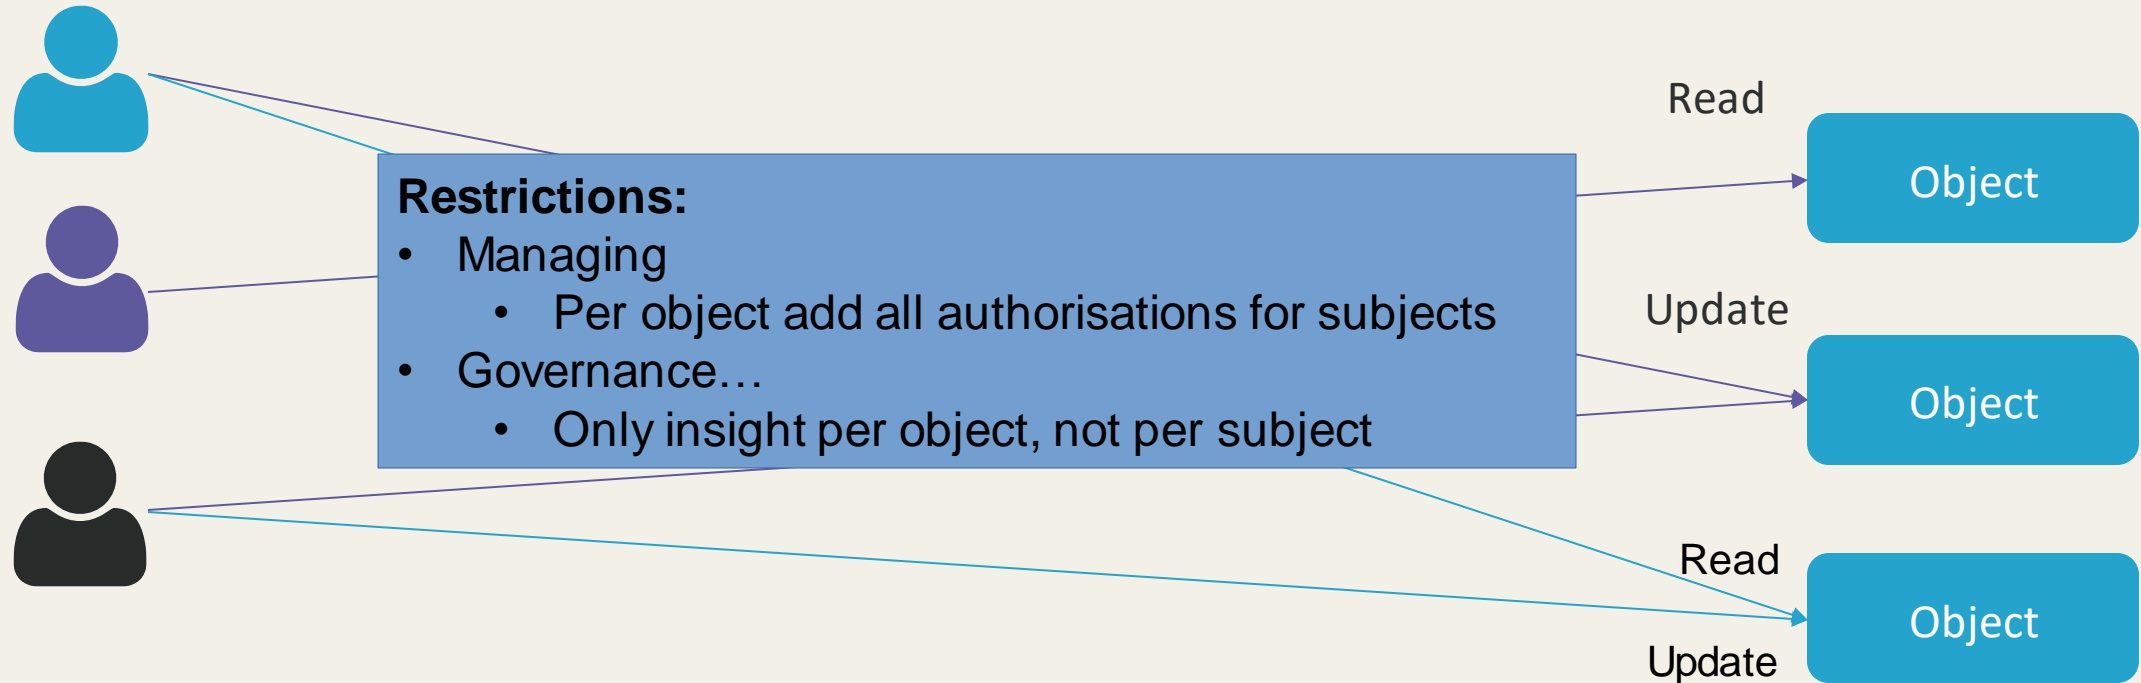 Read
Object
Restrictions:
• Managing
• Per object add all authorisations for subjects
• Governance…
• Only insight per object, not per subject
Update
Object
Read
Object
Update